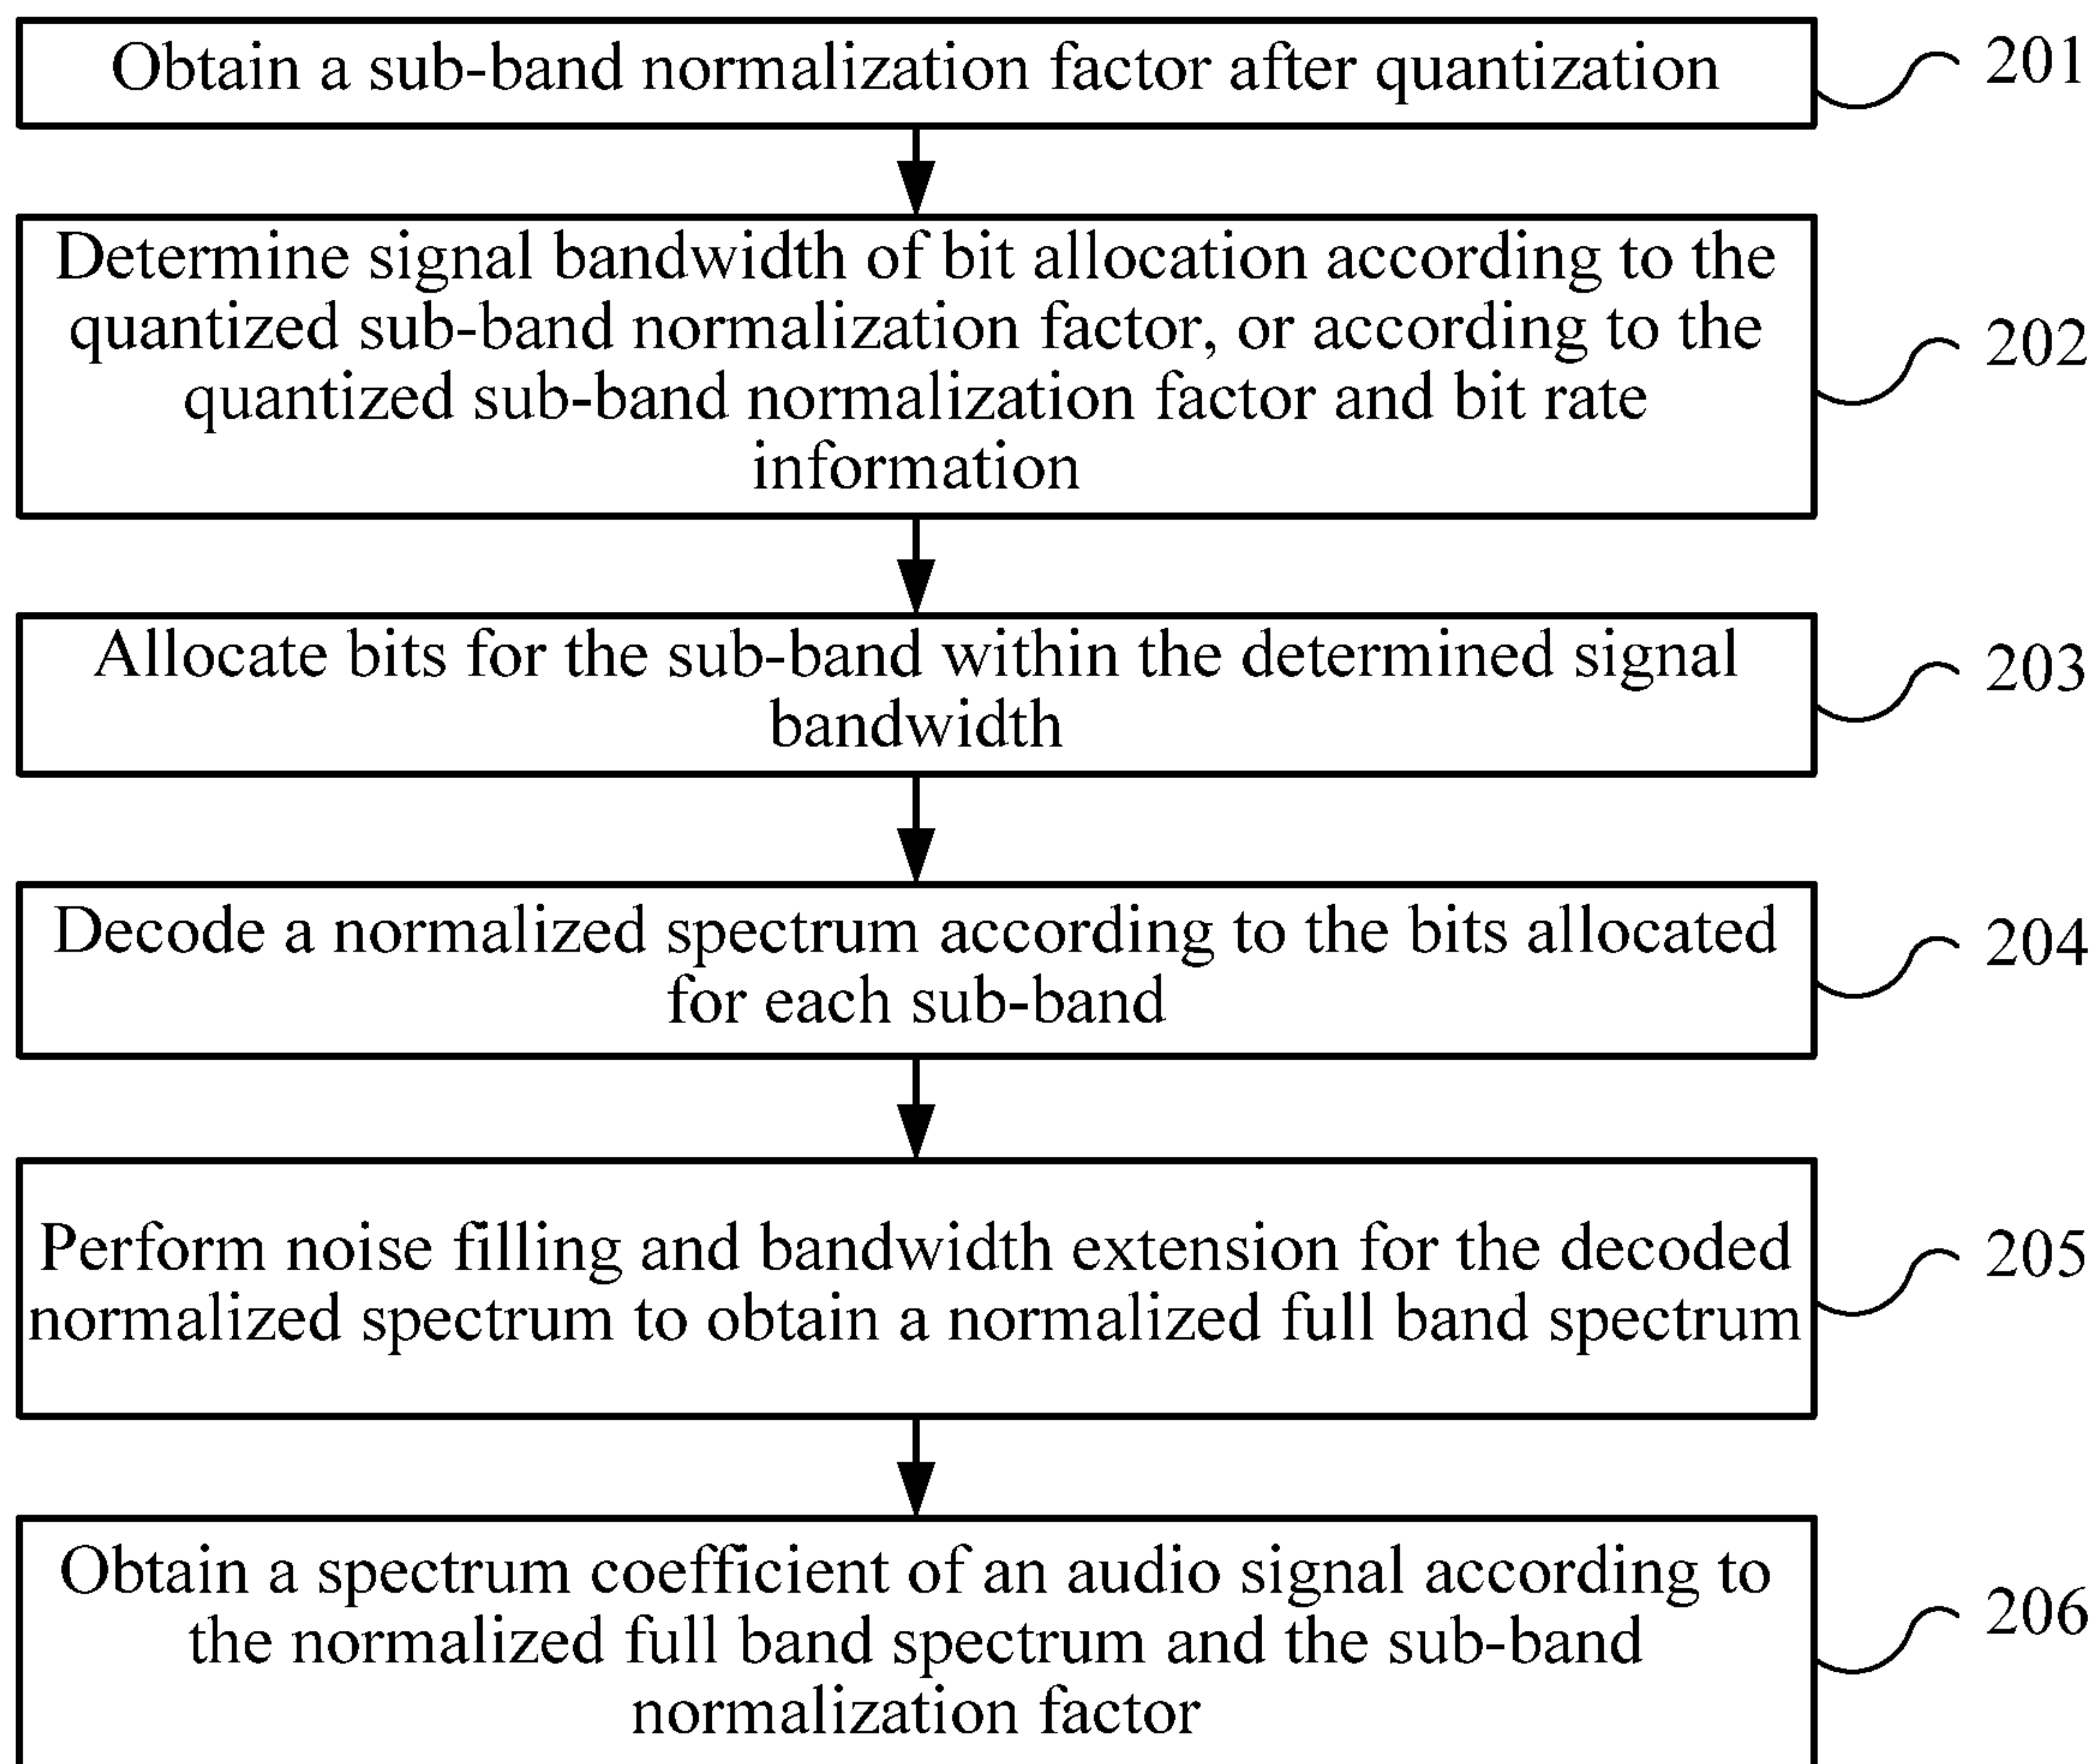 Obtain a sub-band normalization factor after quantization
201
Determine signal bandwidth of bit allocation according to the
quantized sub-band normalization factor, or according to the
quantized sub-band normalization factor and bit rate
information
202
Allocate bits for the sub-band within the determined signal
bandwidth
203
Decode a normalized spectrum according to the bits allocated
for each sub-band
204
Perform noise filling and bandwidth extension for the decoded
normalized spectrum to obtain a normalized full band spectrum
205
Obtain a spectrum coefficient of an audio signal according to
the normalized full band spectrum and the sub-band
normalization factor
206